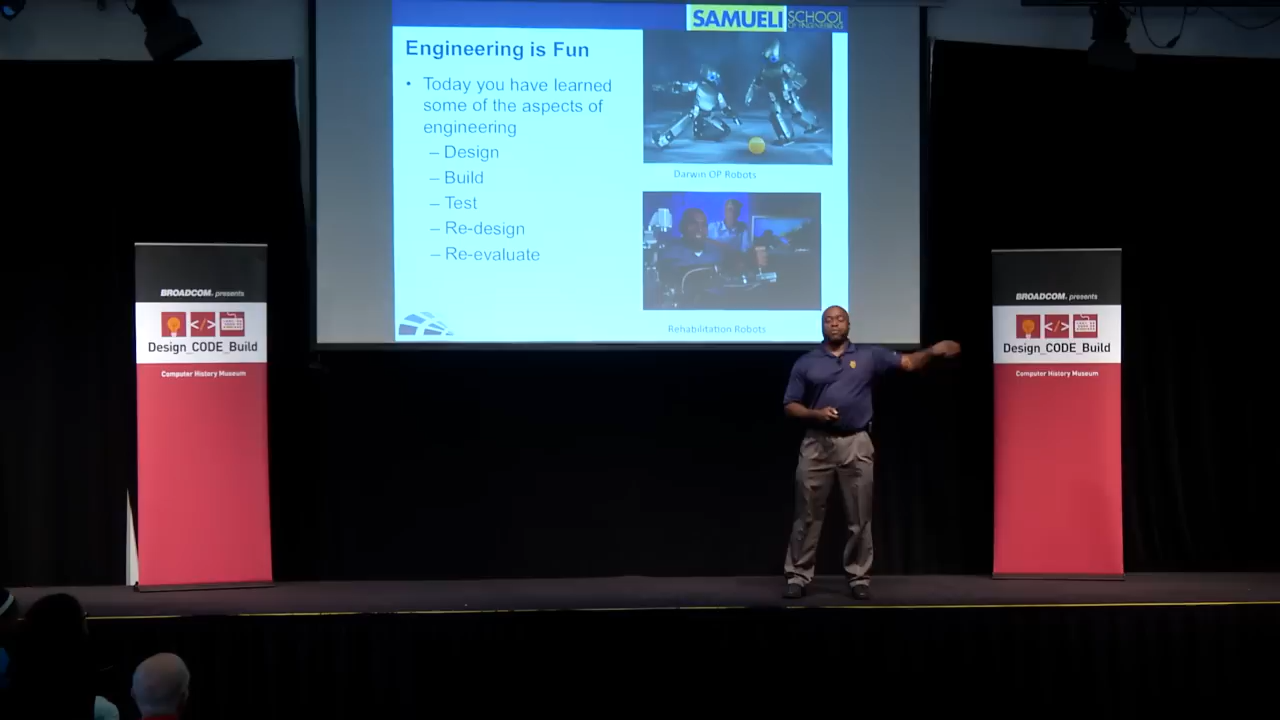 SAMUELI SCHOOL
OF ENGINEERING
Engineering is Fun
• Today you have learned
some of the aspects of
engineering
– Design
– Build
– Test
– Re-design
– Re-evaluate
Darwin OP Robots
Rehabilitation Robots
BROADCOM. presents
</>
Design_CODE_Build
Computer History Museum
BROADCOM. presents
</>
Design_CODE_Build
Computer History Museum